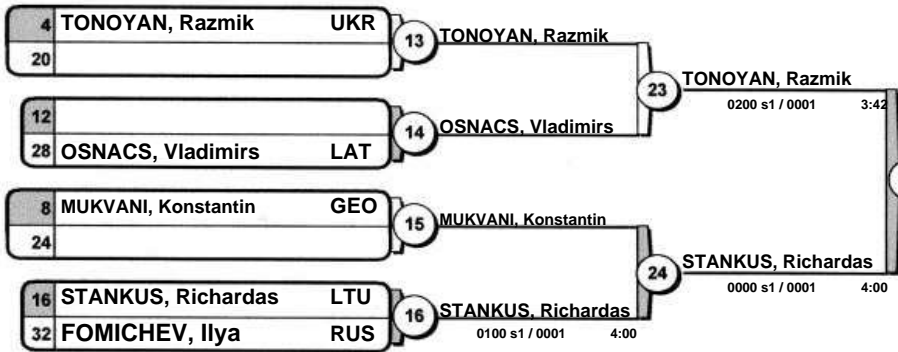 4 TONOYAN, Razmik UKR
20
13 TONOYAN, Razmik
12
28 OSNACS, Vladimirs LAT
14 OSNACS, Vladimirs
23 TONOYAN, Razmik
0200 s1 / 0001 3:42
8 MUKVANI, Konstantin GEO
24
15 MUKVANI, Konstantin
16 STANKUS, Richardas LTU
32 FOMICHEV, Ilya RUS
16 STANKUS, Richardas
0100 s1 / 0001 4:00
24 STANKUS, Richardas
0000 s1 / 0001 4:00